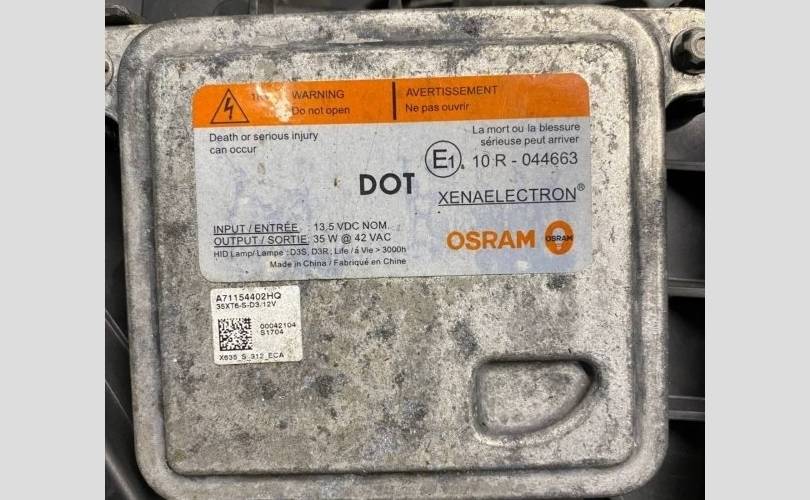 WARNING
Do not open
AVERTISSEMENT
Ne pas ouvrir
Death or serious injury
can occur
La mort ou la blessure
sérieuse peut arriver
E1 10 R - 044663
DOT
XENAELECTRON®
INPUT / ENTRÉE : 13,5 VDC NOM.
OUTPUT / SORTIE: 35 W @ 42 VAC
HID Lamp/ Lampe : D3S, D3R; Life / á Vie > 3000h
Made in China / Fabriqué en Chine
OSRAM OSRAM
A71154402HQ
35XT6-S-D3/12V
00042104
S1704
X635_S_312_ECA